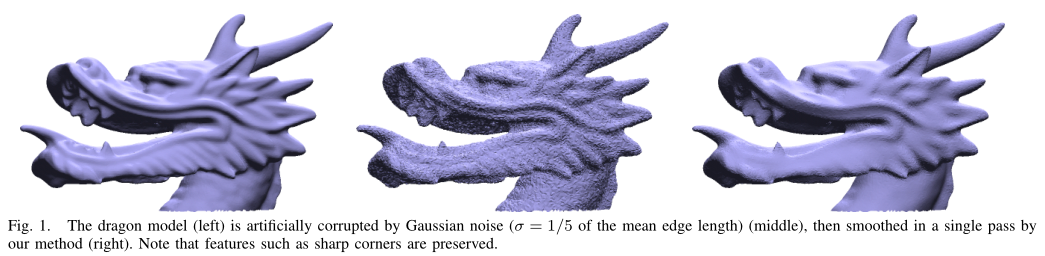 Fig. 1. The dragon model (left) is artificially corrupted by Gaussian noise (σ = 1/5 of the mean edge length) (middle), then smoothed in a single pass by
our method (right). Note that features such as sharp corners are preserved.